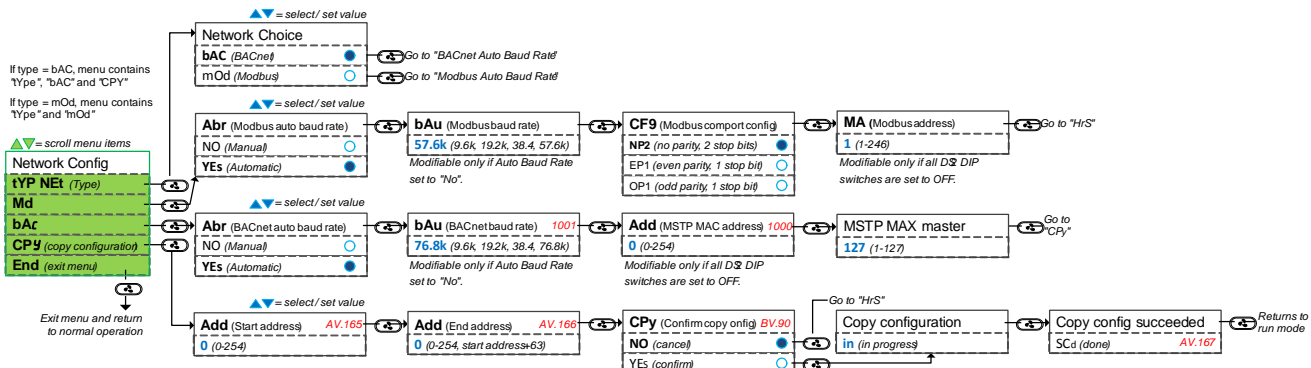 ▲▼ = select / set value
Network Choice
bAC (BACnet)
Go to "BACnet Auto Baud Rate"
mOd (Modbus)
Go to "Modbus Auto Baud Rate"
If type = bAC, menu contains
"tYpe", "bAC" and "CPY"
If type = mOd, menu contains
"tYpe" and "mOd"
▲▼ = scroll menu items
Network Config
tYP NEt (Type)
Md
bAc
CPY (copy configuration)
End (exit menu)
Exit menu and return
to normal operation
▲▼ = select / set value
Abr (Modbus auto baud rate)
NO (Manual)
YEs (Automatic)
bAu (Modbus baud rate)
57.6k (9.6k, 19.2k, 38.4, 57.6k)
Modifiable only if Auto Baud Rate
set to "No".
CF9 (Modbus comport config)
NP2 (no parity, 2 stop bits)
EP1 (even parity, 1 stop bit)
OP1 (odd parity, 1 stop bit)
MA (Modbus address)
1 (1-246)
Modifiable only if all DS2 DIP
switches are set to OFF.
Go to "HrS"
▲▼ = select / set value
Abr (BACnet auto baud rate)
NO (Manual)
YEs (Automatic)
bAu (BACnet baud rate) 1001
76.8k (9.6k, 19.2k, 38.4, 76.8k)
Modifiable only if Auto Baud Rate
set to "No".
Add (MSTP MAC address) 1000
0 (0-254)
Modifiable only if all DS2 DIP
switches are set to OFF.
MSTP MAX master
127 (1-127)
Go to
"CPy"
▲▼ = select / set value
Add (Start address) AV.165
0 (0-254)
Add (End address) AV.166
0 (0-254, start address+63)
CPy (Confirm copy onfig) BV.90
NO (cancel)
YEs (confirm)
Go to "HrS"
Copy configuration
in (in progress)
Copy config succeeded
SCd (done) AV.167
Returns to
run mode